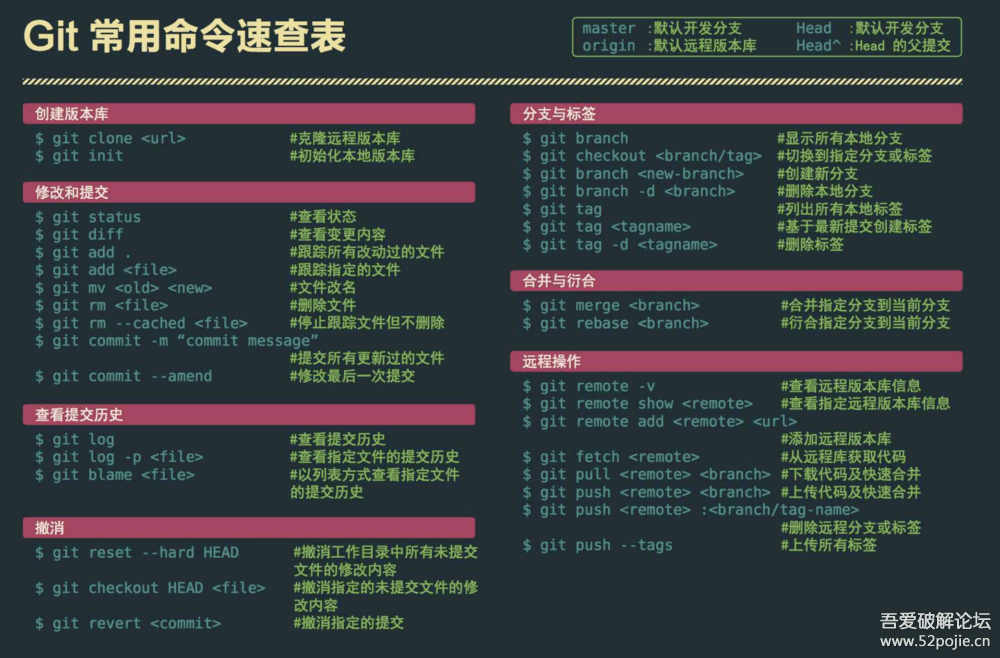 Git 常用命令速查表
master :默认开发分支 Head :默认开发分支
origin :默认远程版本库 Head^ :Head 的父提交
创建版本库
$ git clone <url> #克隆远程版本库
$ git init #初始化本地版本库
修改和提交
$ git status #查看状态
$ git diff #查看变更内容
$ git add . #跟踪所有改动过的文件
$ git add <file> #跟踪指定的文件
$ git mv <old> <new> #文件改名
$ git rm <file> #删除文件
$ git rm --cached <file> #停止跟踪文件但不删除
$ git commit -m “commit message”
#提交所有更新过的文件
$ git commit --amend #修改最后一次提交
查看提交历史
$ git log #查看提交历史
$ git log -p <file> #查看指定文件的提交历史
$ git blame <file> #以列表方式查看指定文件
的提交历史
撤消
$ git reset --hard HEAD #撤消工作目录中所有未提交
文件的修改内容
$ git checkout HEAD <file> #撤消指定的未提交文件的修
改内容
$ git revert <commit> #撤消指定的提交
分支与标签
$ git branch #显示所有本地分支
$ git checkout <branch/tag> #切换到指定分支或标签
$ git branch <new-branch> #创建新分支
$ git branch -d <branch> #删除本地分支
$ git tag #列出所有本地标签
$ git tag <tagname> #基于最新提交创建标签
$ git tag -d <tagname> #删除标签
合并与衍合
$ git merge <branch> #合并指定分支到当前分支
$ git rebase <branch> #衍合指定分支到当前分支
远程操作
$ git remote -v #查看远程版本库信息
$ git remote show <remote> #查看指定远程版本库信息
$ git remote add <remote> <url>
#添加远程版本库
$ git fetch <remote> #从远程库获取代码
$ git pull <remote> <branch> #下载代码及快速合并
$ git push <remote> <branch> #上传代码及快速合并
$ git push <remote> :<branch/tag-name>
#删除远程分支或标签
$ git push --tags #上传所有标签
吾爱破解论坛
www.52pojie.cn